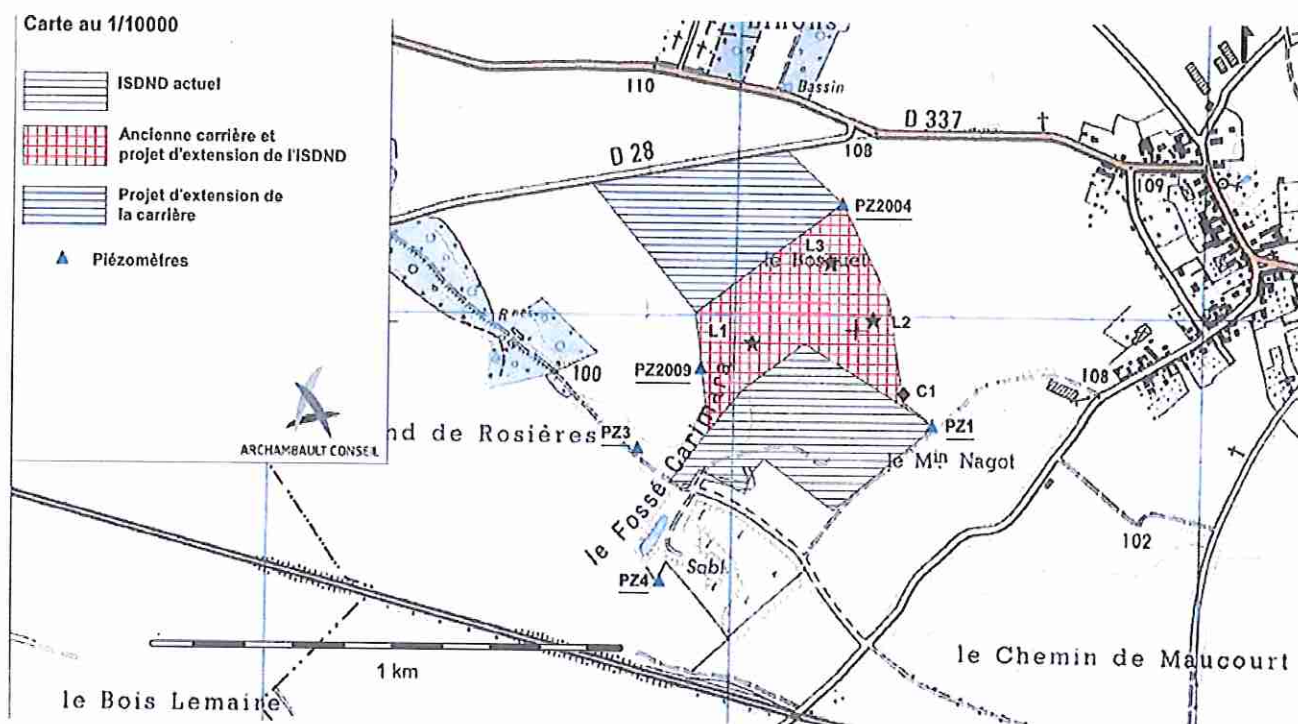 Carte au 1/10000
ISDND actuel
Ancienne carrière et
projet d'extension de l'ISDND
Projet d'extension de
la carrière
Piézomètres
ARCHAMBAULT CONSEIL
110
Bassin
D 337
D 28
108
109
PZ2004
L3
L1
L2
PZ2009
100
C1
108
PZ3
nd de Rosières
PZ1
le Min Nagot
le Fossé
102
Sabl.
PZ4
1 km
le Chemin de Maucourt
le Bois Lemaire